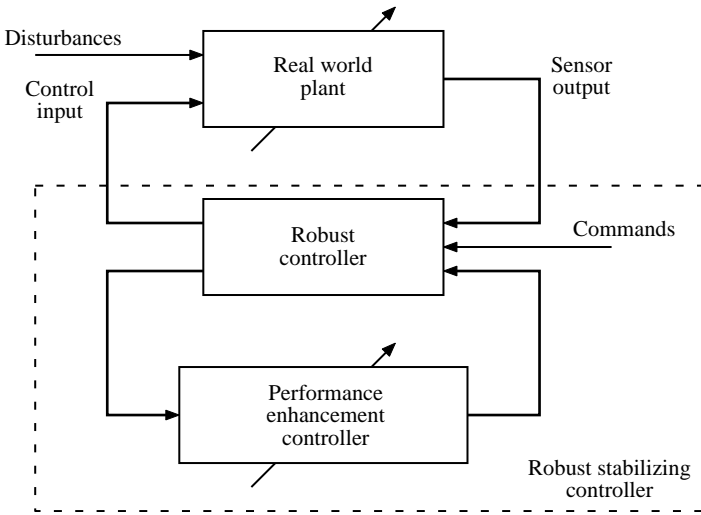 Disturbances
Real world
plant
Sensor
output
Control
input
Robust
controller
Commands
Performance
enhancement
controller
Robust stabilizing
controller